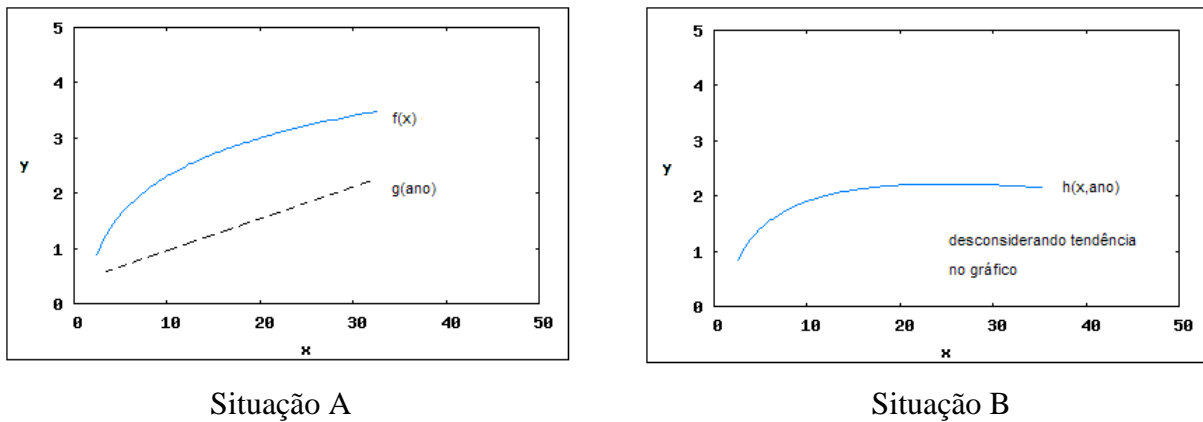 5
4
3
y
2
1
0
0 10 20 30 40 50
x
f(x)
g(ano)
Situação A
5
4
3
y
2
1
0
0 10 20 30 40 50
x
h(x,ano)
desconsiderando tendência
no gráfico
Situação B